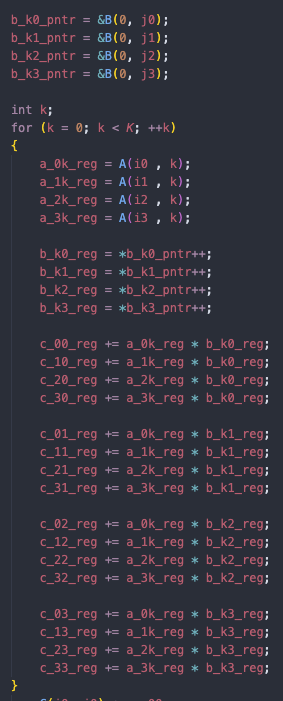 b_k0_pntr = &B(0, j0);
b_k1_pntr = &B(0, j1);
b_k2_pntr = &B(0, j2);
b_k3_pntr = &B(0, j3);
int k;
for (k = 0; k < K; ++k)
{
a_0k_reg = A(i0 , k);
a_1k_reg = A(i1 , k);
a_2k_reg = A(i2 , k);
a_3k_reg = A(i3 , k);
b_k0_reg = *b_k0_pntr++;
b_k1_reg = *b_k1_pntr++;
b_k2_reg = *b_k2_pntr++;
b_k3_reg = *b_k3_pntr++;
c_00_reg += a_0k_reg * b_k0_reg;
c_10_reg += a_1k_reg * b_k0_reg;
c_20_reg += a_2k_reg * b_k0_reg;
c_30_reg += a_3k_reg * b_k0_reg;
c_01_reg += a_0k_reg * b_k1_reg;
c_11_reg += a_1k_reg * b_k1_reg;
c_21_reg += a_2k_reg * b_k1_reg;
c_31_reg += a_3k_reg * b_k1_reg;
c_02_reg += a_0k_reg * b_k2_reg;
c_12_reg += a_1k_reg * b_k2_reg;
c_22_reg += a_2k_reg * b_k2_reg;
c_32_reg += a_3k_reg * b_k2_reg;
c_03_reg += a_0k_reg * b_k3_reg;
c_13_reg += a_1k_reg * b_k3_reg;
c_23_reg += a_2k_reg * b_k3_reg;
c_33_reg += a_3k_reg * b_k3_reg;
}